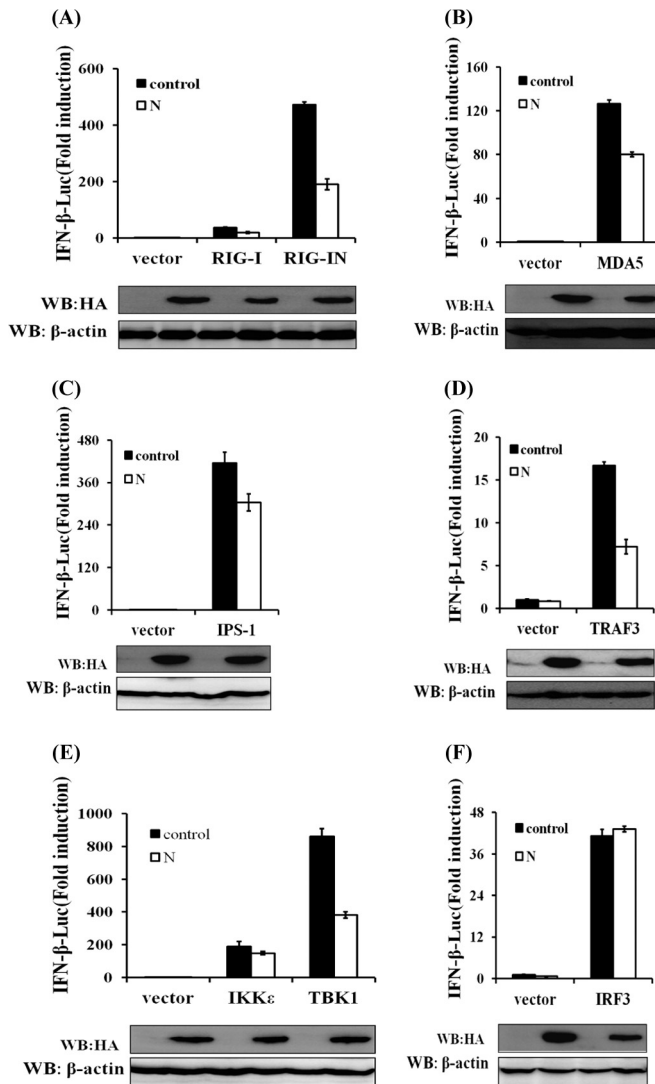 (A)
IFN-β-Luc(Fold induction)
600
400
200
0
control
N
vector RIG-I RIG-IN
WB:HA
WB: β-actin
(B)
IFN-β-Luc(Fold induction)
160
120
80
40
0
control
N
MDA5
WB:HA
WB: β-actin
(C)
IFN-β-Luc(Fold induction)
480
360
240
120
0
control
N
vector IPS-1
WB:HA
WB: β-actin
(D)
IFN-β-Luc(Fold induction)
20
15
10
5
0
control
N
vector TRAF3
WB:HA
WB: β-actin
(E)
IFN-β-Luc(Fold induction)
1000
800
600
400
200
0
control
N
vector IKKε TBK1
WB:HA
WB: β-actin
(F)
IFN-β-Luc(Fold induction)
48
36
24
12
0
control
N
vector IRF3
WB:HA
WB: β-actin